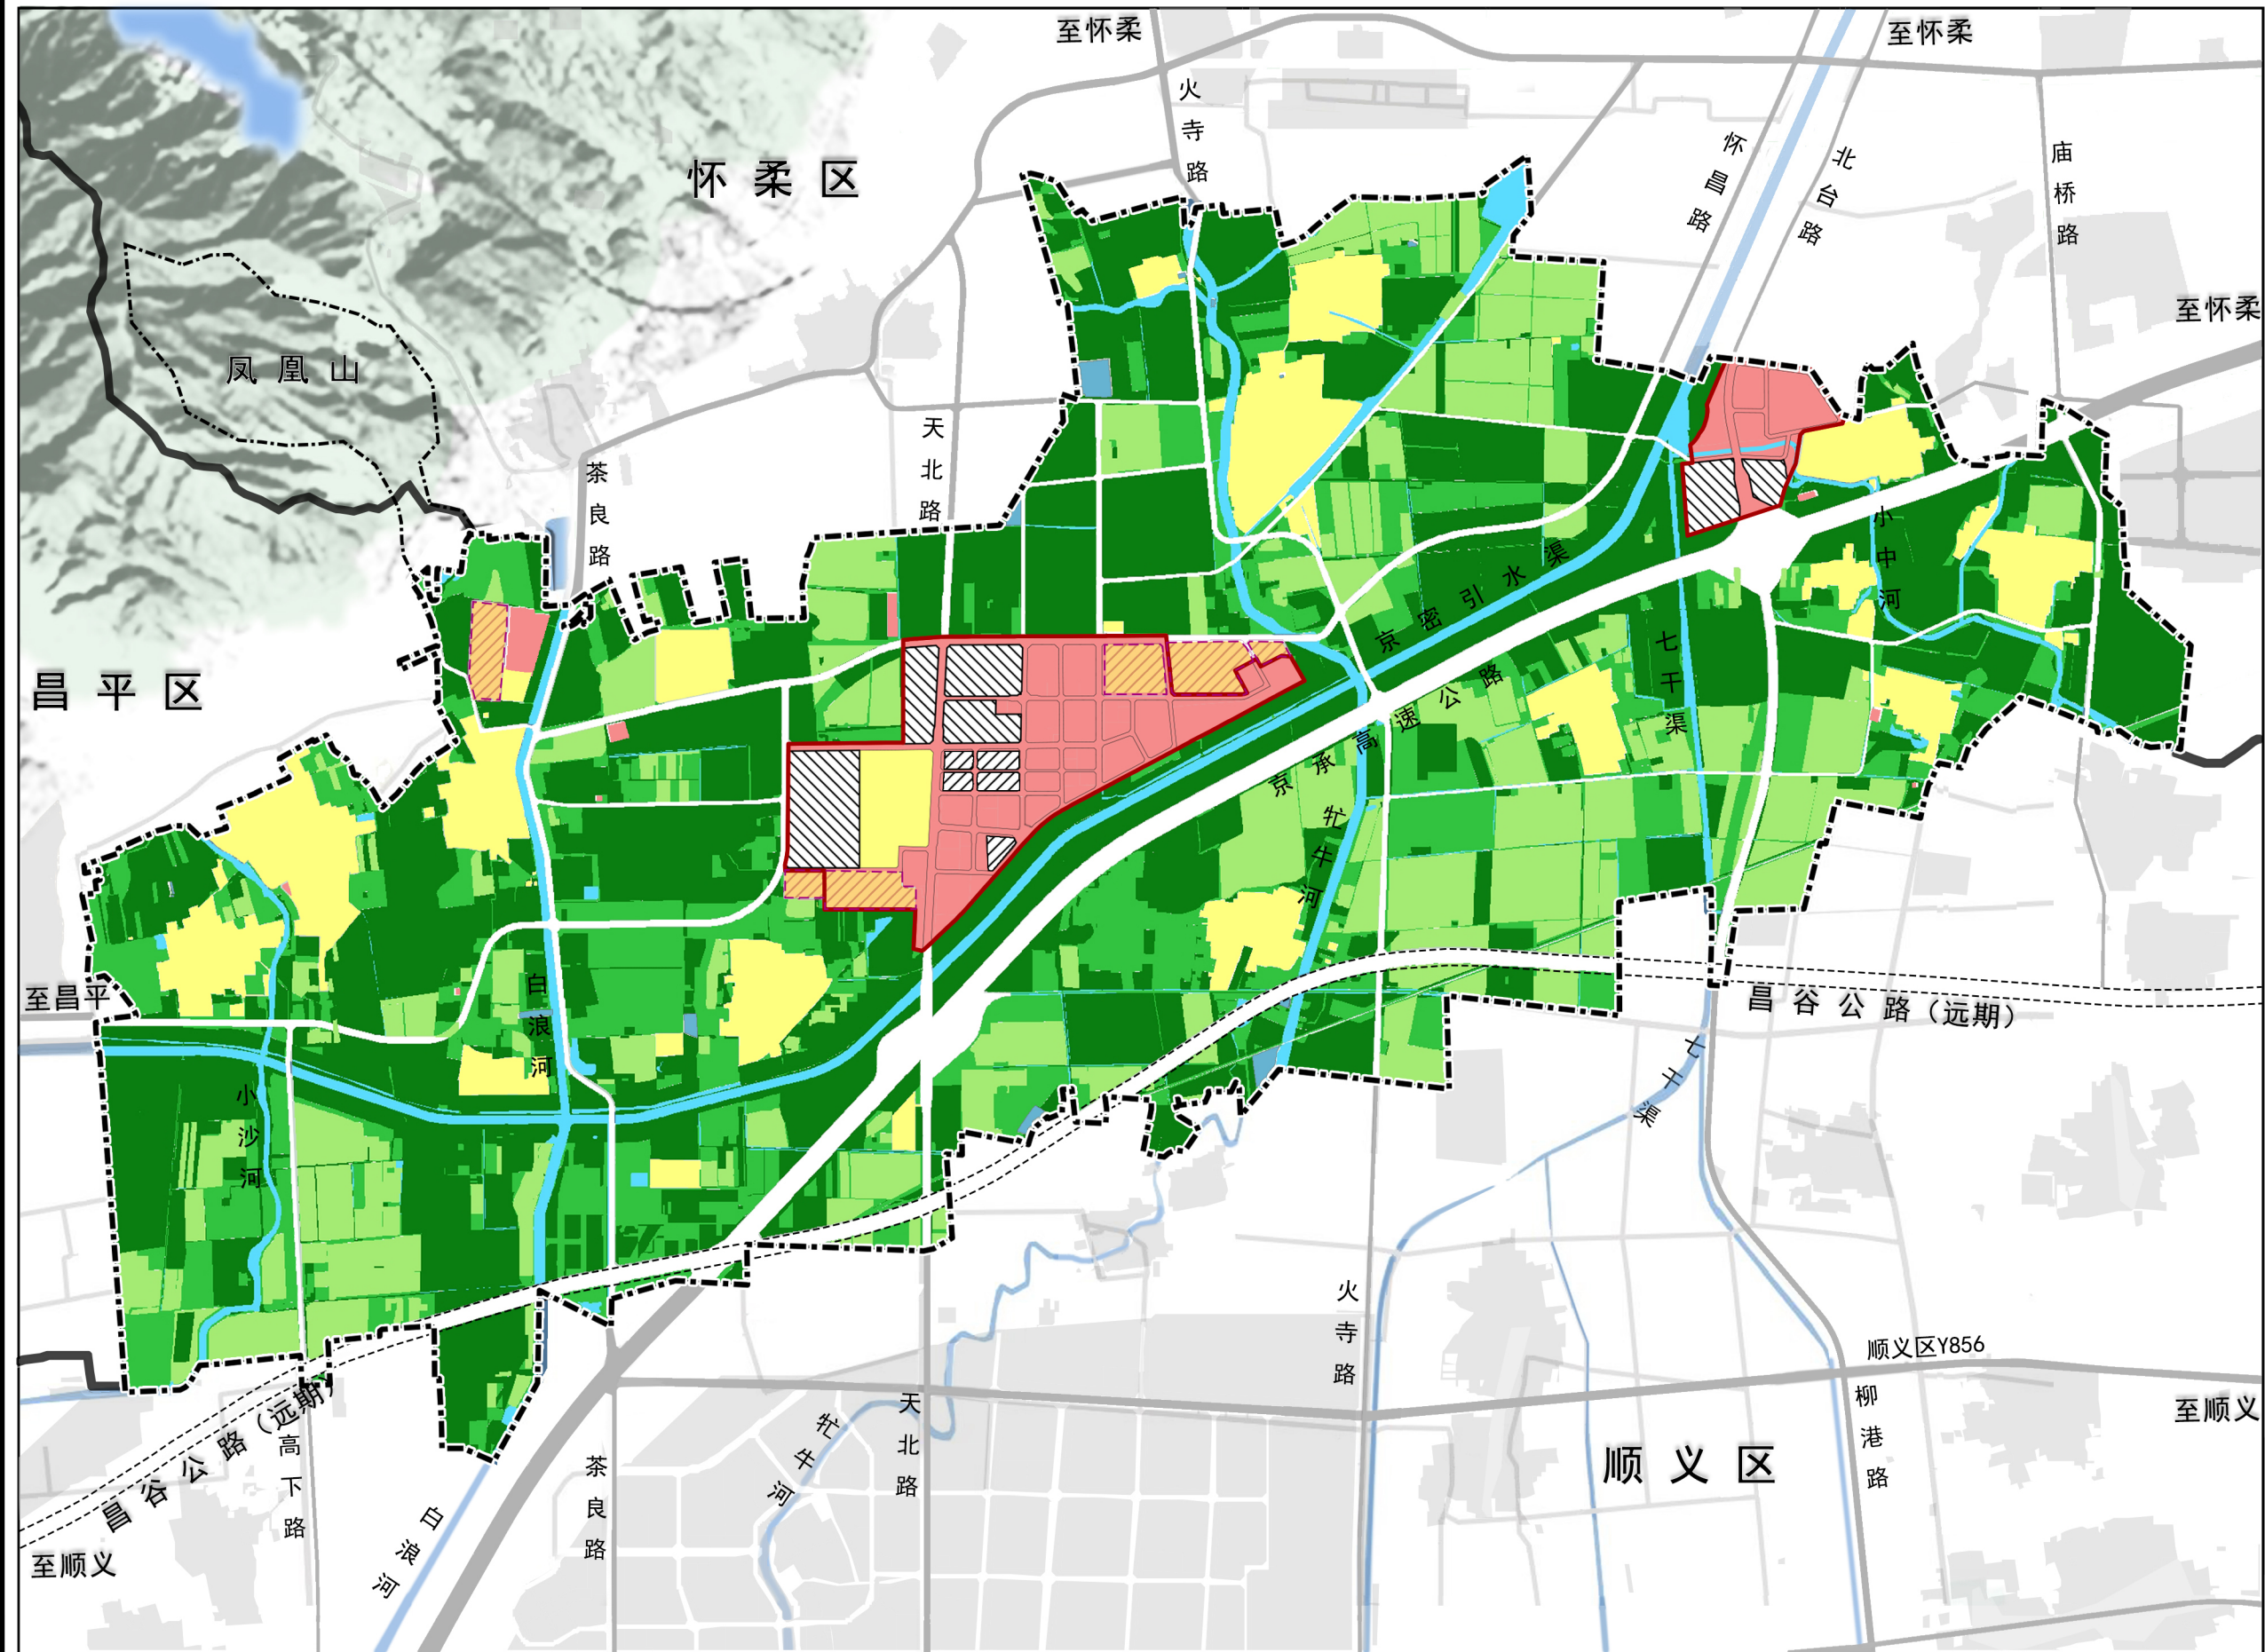 至怀柔
至怀柔
火寺路
怀昌路
北台路
庙桥路
怀柔区
至怀柔
凤凰山
天北路
茶良路
小中河
京密引水渠
七干渠
昌平区
京承高速公路
牤牛河
白浪河
至昌平
昌谷公路（远期）
七干渠
小沙河
火寺路
顺义区Y856
昌谷公路（远期）
高下路
天北路
牤牛河
柳港路
至顺义
顺义区
茶良路
白浪河
至顺义